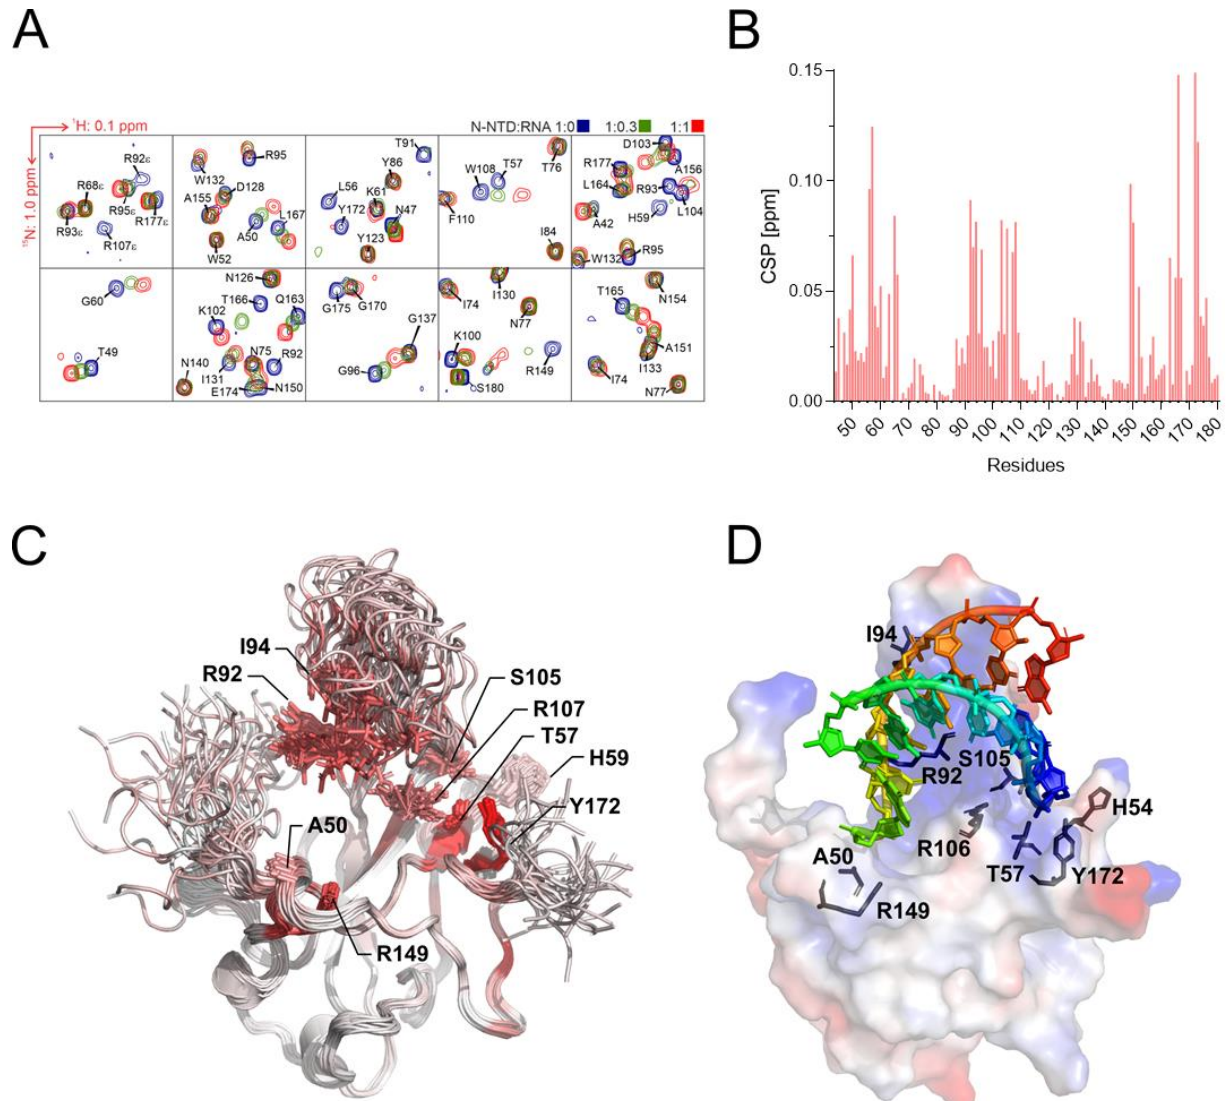 A
¹H: 0.1 ppm
N-NTD:RNA 1:0 1:0.3 1:1
¹⁵N: 1.0 ppm
R92ε
R68ε
R95ε
R177ε
R93ε
R107ε
W132
R95
D128
A155
A50
L167
W52
T91
Y86
L56
K61
Y172
N47
Y123
W108
T57
T76
F110
I84
D103
R177
A156
L164
R93
L104
A42
H59
W132
R95
G60
T49
N126
T166
Q163
K102
N75
R92
N140
I131
E174
N150
G175
G170
G137
G96
I130
I74
N77
K100
R149
S180
T165
N154
A151
I133
I74
N77
B
CSP [ppm]
0.15
0.10
0.05
0.00
50 60 70 80 90 100 110 120 130 140 150 160 170 180
Residues
C
I94
R92
S105
R107
T57
H59
Y172
A50
R149
D
I94
R92
S105
H54
R106
A50
T57
Y172
R149